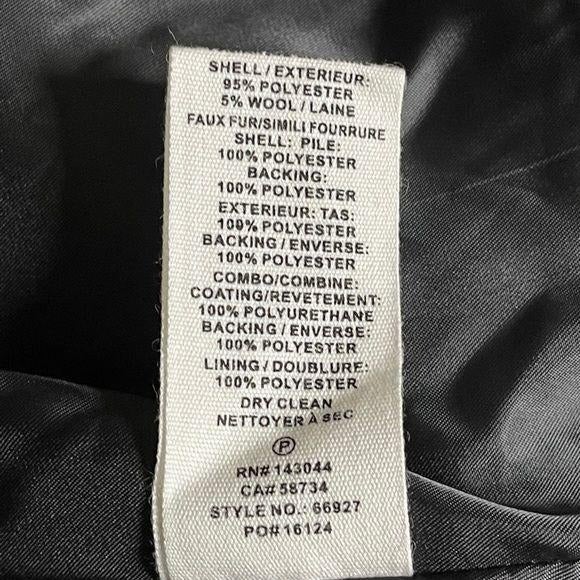 SHELL/EXTERIEUR:
95% POLYESTER
5% WOOL/LAINE
FAUX FUR/SIMILI FOURRURE
SHELL: PILE:
100% POLYESTER
BACKING:
100% POLYESTER
EXTERIEUR: TAS:
100% POLYESTER
BACKING/ENVERSE:
100% POLYESTER
COMBO/COMBINE:
COATING/REVETEMENT:
100% POLYURETHANE
BACKING/ENVERSE:
100% POLYESTER
LINING/DOUBLURE:
100% POLYESTER
DRY CLEAN
NETTOYER À SEC
P
RN# 143044
CA# 58734
STYLE NO.: 66927
PO#16124